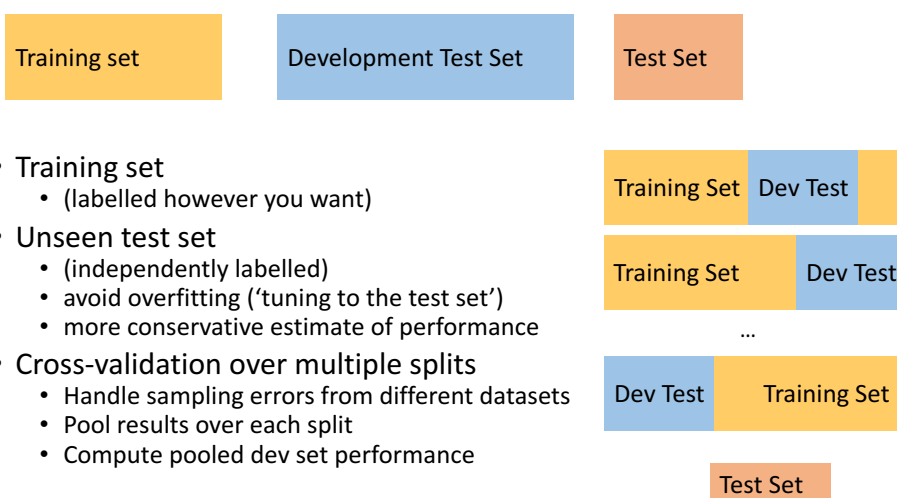 Training set
Development Test Set
Test Set
• Training set
• (labelled however you want)
• Unseen test set
• (independently labelled)
• avoid overfitting (‘tuning to the test set’)
• more conservative estimate of performance
• Cross-validation over multiple splits
• Handle sampling errors from different datasets
• Pool results over each split
• Compute pooled dev set performance
Training Set Dev Test
Training Set Dev Test
...
Dev Test Training Set
Test Set